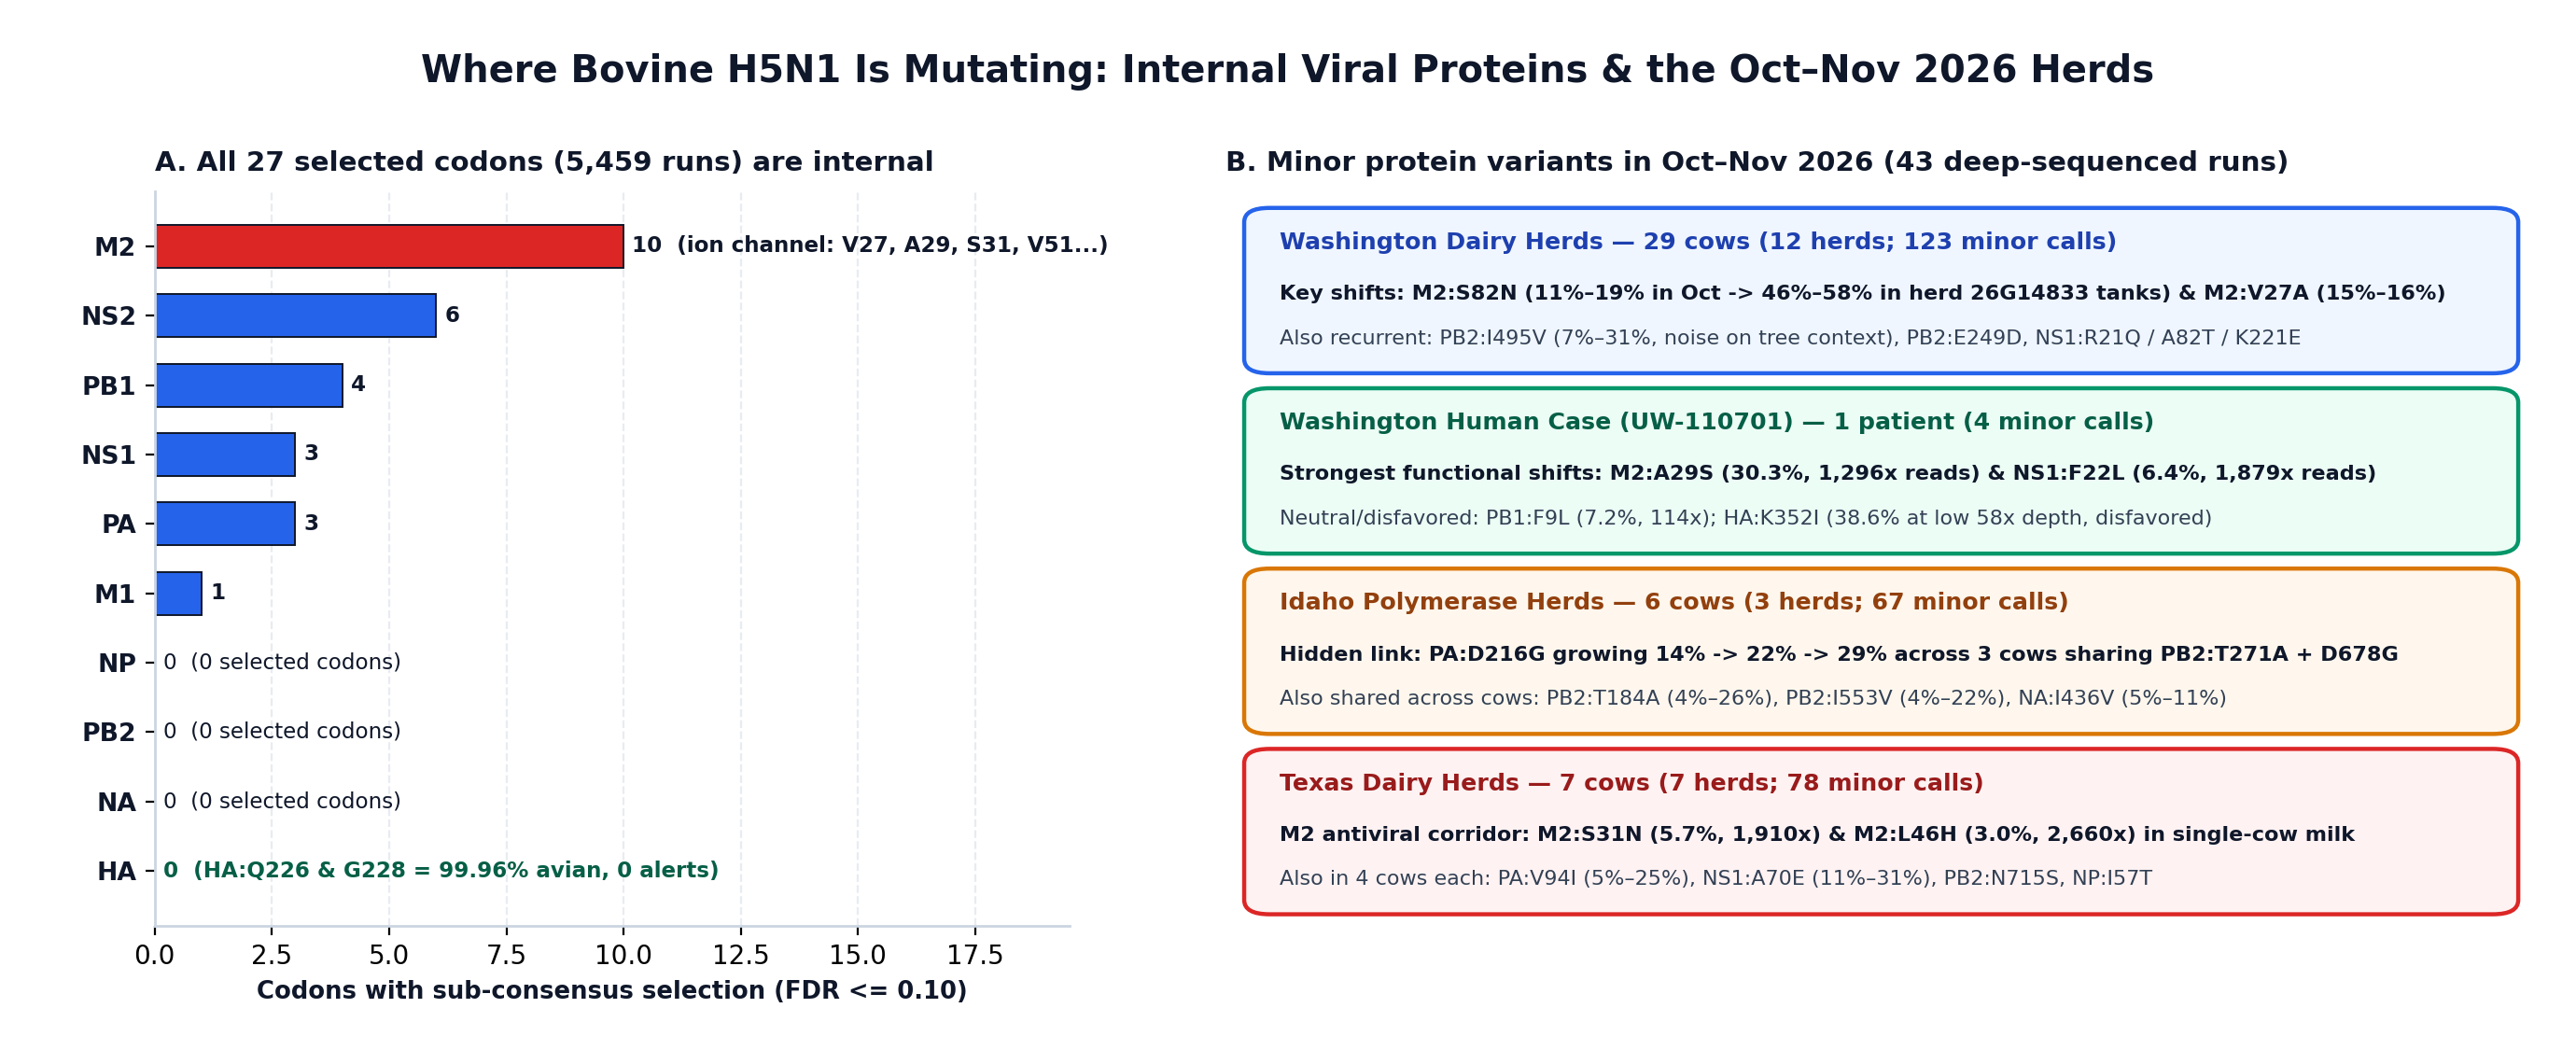 Where Bovine H5N1 Is Mutating: Internal Viral Proteins & the Oct–Nov 2026 Herds
A. All 27 selected codons (5,459 runs) are internal
M2
10 (ion channel: V27, A29, S31, V51...)
NS2
6
PB1
4
NS1
3
PA
3
M1
1
NP
0 (0 selected codons)
PB2
0 (0 selected codons)
NA
0 (0 selected codons)
HA
0 (HA:Q226 & G228 = 99.96% avian, 0 alerts)
0.0 2.5 5.0 7.5 10.0 12.5 15.0 17.5
Codons with sub-consensus selection (FDR <= 0.10)
B. Minor protein variants in Oct–Nov 2026 (43 deep-sequenced runs)
Washington Dairy Herds — 29 cows (12 herds; 123 minor calls)
Key shifts: M2:S82N (11%–19% in Oct -> 46%–58% in herd 26G14833 tanks) & M2:V27A (15%–16%)
Also recurrent: PB2:I495V (7%–31%, noise on tree context), PB2:E249D, NS1:R21Q / A82T / K221E
Washington Human Case (UW-110701) — 1 patient (4 minor calls)
Strongest functional shifts: M2:A29S (30.3%, 1,296x reads) & NS1:F22L (6.4%, 1,879x reads)
Neutral/disfavored: PB1:F9L (7.2%, 114x); HA:K352I (38.6% at low 58x depth, disfavored)
Idaho Polymerase Herds — 6 cows (3 herds; 67 minor calls)
Hidden link: PA:D216G growing 14% -> 22% -> 29% across 3 cows sharing PB2:T271A + D678G
Also shared across cows: PB2:T184A (4%–26%), PB2:I553V (4%–22%), NA:I436V (5%–11%)
Texas Dairy Herds — 7 cows (7 herds; 78 minor calls)
M2 antiviral corridor: M2:S31N (5.7%, 1,910x) & M2:L46H (3.0%, 2,660x) in single-cow milk
Also in 4 cows each: PA:V94I (5%–25%), NS1:A70E (11%–31%), PB2:N715S, NP:I57T